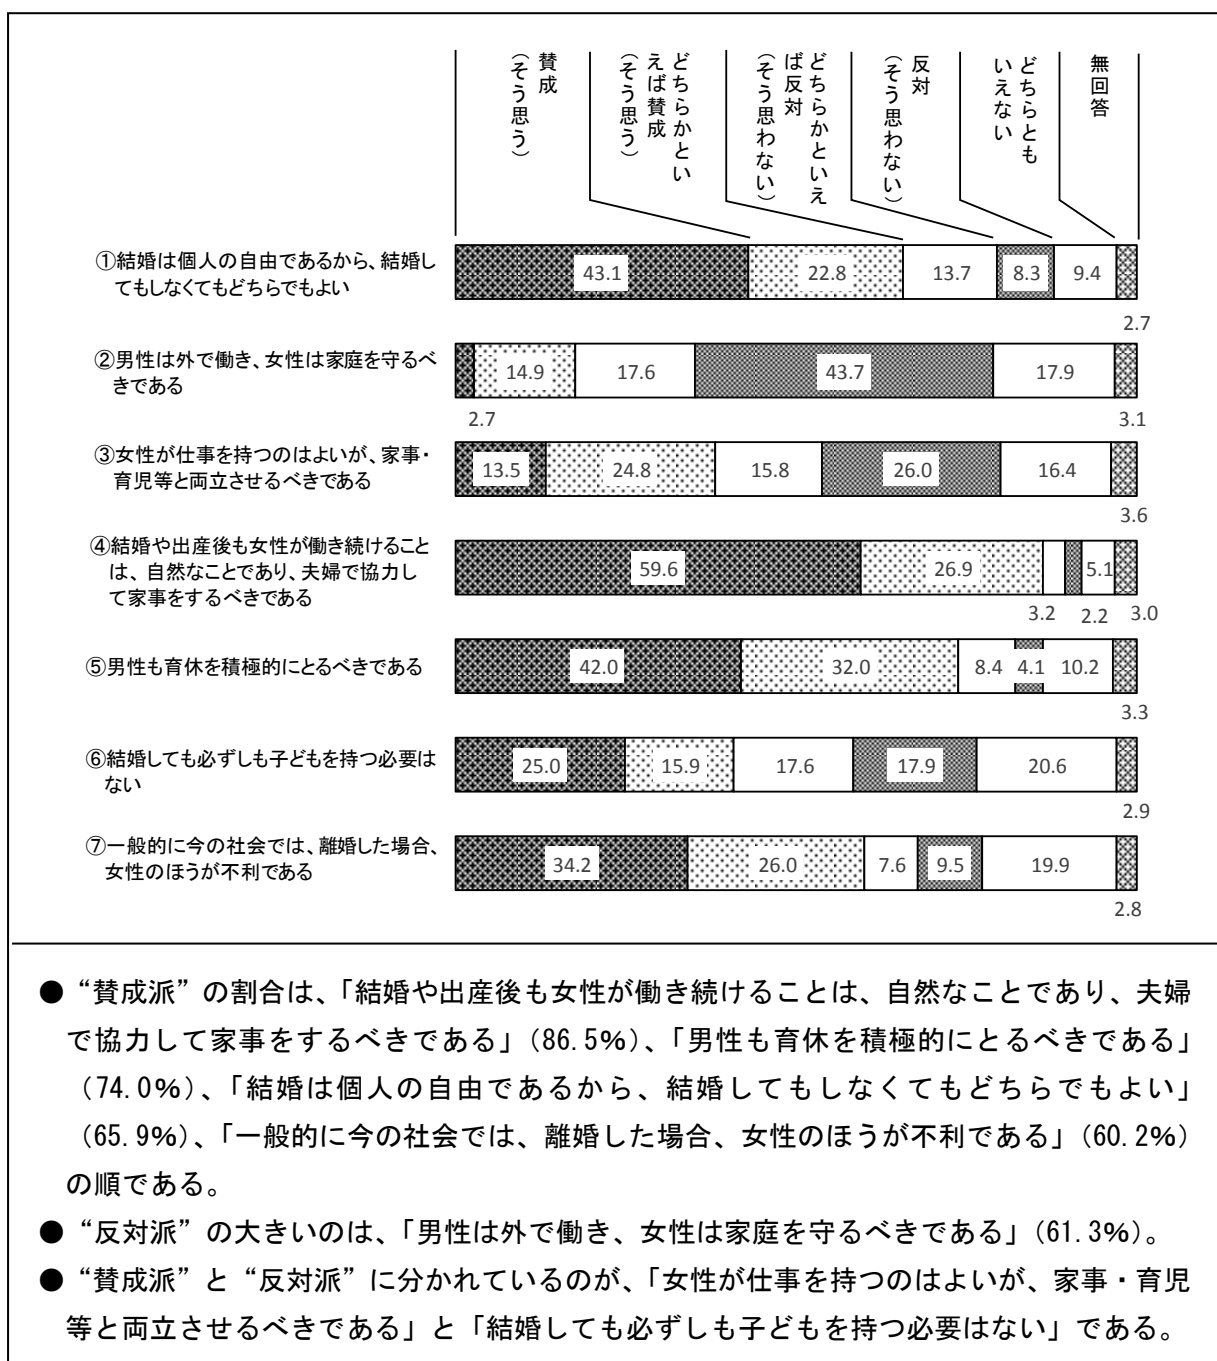 賛成
(そう思う)
どちらかとい
えば賛成
(そう思う)
どちらかといえ
ば反対
(そう思わない)
反対
(そう思わない)
どちらとも
いえない
無回答
①結婚は個人の自由であるから、結婚し
てもしなくてもどちらでもよい
43.1 22.8 13.7 8.3 9.4
2.7
②男性は外で働き、女性は家庭を守るべ
きである
14.9 17.6 43.7 17.9
2.7 3.1
③女性が仕事を持つのはよいが、家事・
育児等と両立させるべきである
13.5 24.8 15.8 26.0 16.4
3.6
④結婚や出産後も女性が働き続けること
は、自然なことであり、夫婦で協力し
て家事をするべきである
59.6 26.9 5.1
3.2 2.2 3.0
⑤男性も育休を積極的にとるべきである
42.0 32.0 8.4 4.1 10.2
3.3
⑥結婚しても必ずしも子どもを持つ必要は
ない
25.0 15.9 17.6 17.9 20.6
2.9
⑦一般的に今の社会では、離婚した場合、
女性のほうが不利である
34.2 26.0 7.6 9.5 19.9
2.8
●“賛成派”の割合は、「結婚や出産後も女性が働き続けることは、自然なことであり、夫婦
で協力して家事をするべきである」(86.5%)、「男性も育休を積極的にとるべきである」
(74.0%)、「結婚は個人の自由であるから、結婚してもしなくてもどちらでもよい」
(65.9%)、「一般的に今の社会では、離婚した場合、女性のほうが不利である」(60.2%)
の順である。
●“反対派”の大きいのは、「男性は外で働き、女性は家庭を守るべきである」(61.3%)。
●“賛成派”と“反対派”に分かれているのが、「女性が仕事を持つのはよいが、家事・育児
等と両立させるべきである」と「結婚しても必ずしも子どもを持つ必要はない」である。